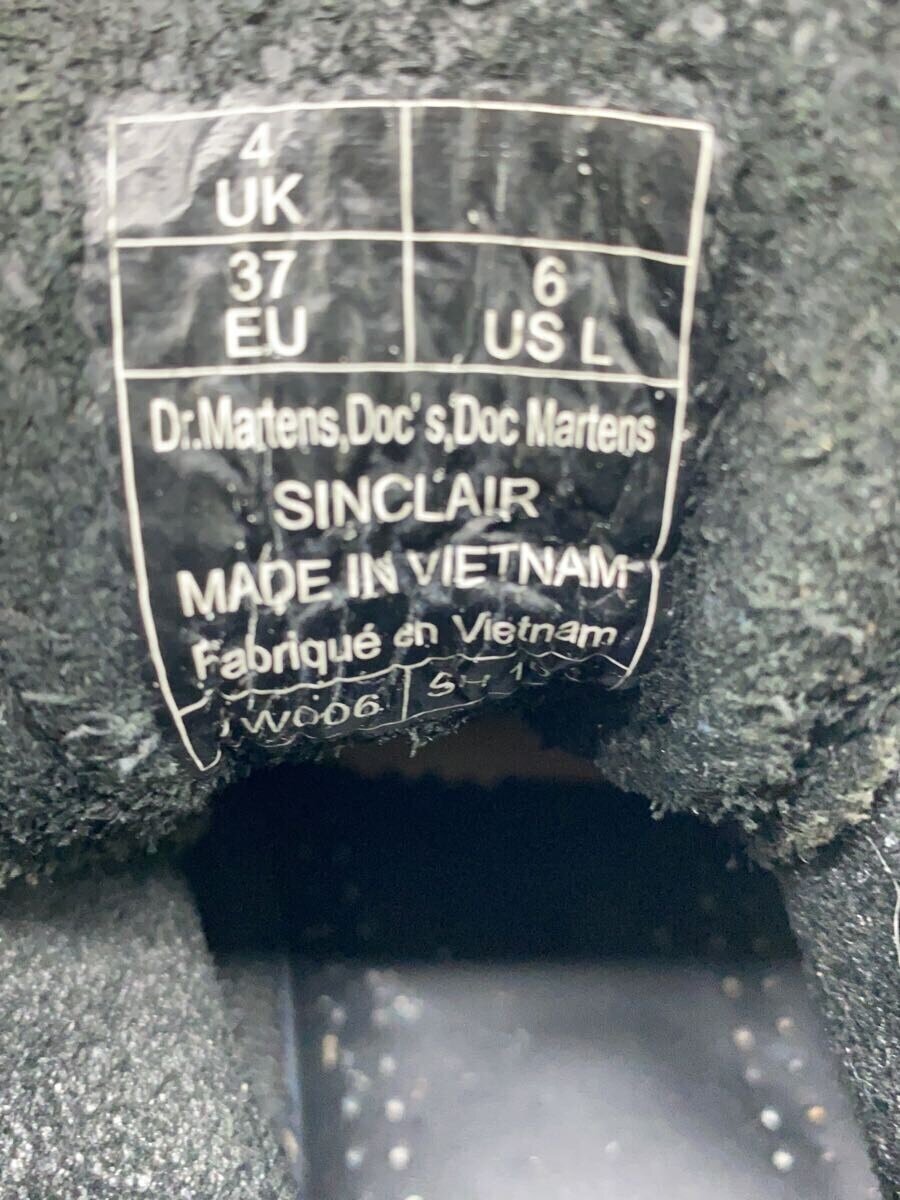 4
UK
37
EU
6
US L
Dr.Martens,Doc's,Doc Martens
SINCLAIR
MADE IN VIETNAM
Fabriqué en Vietnam
W006